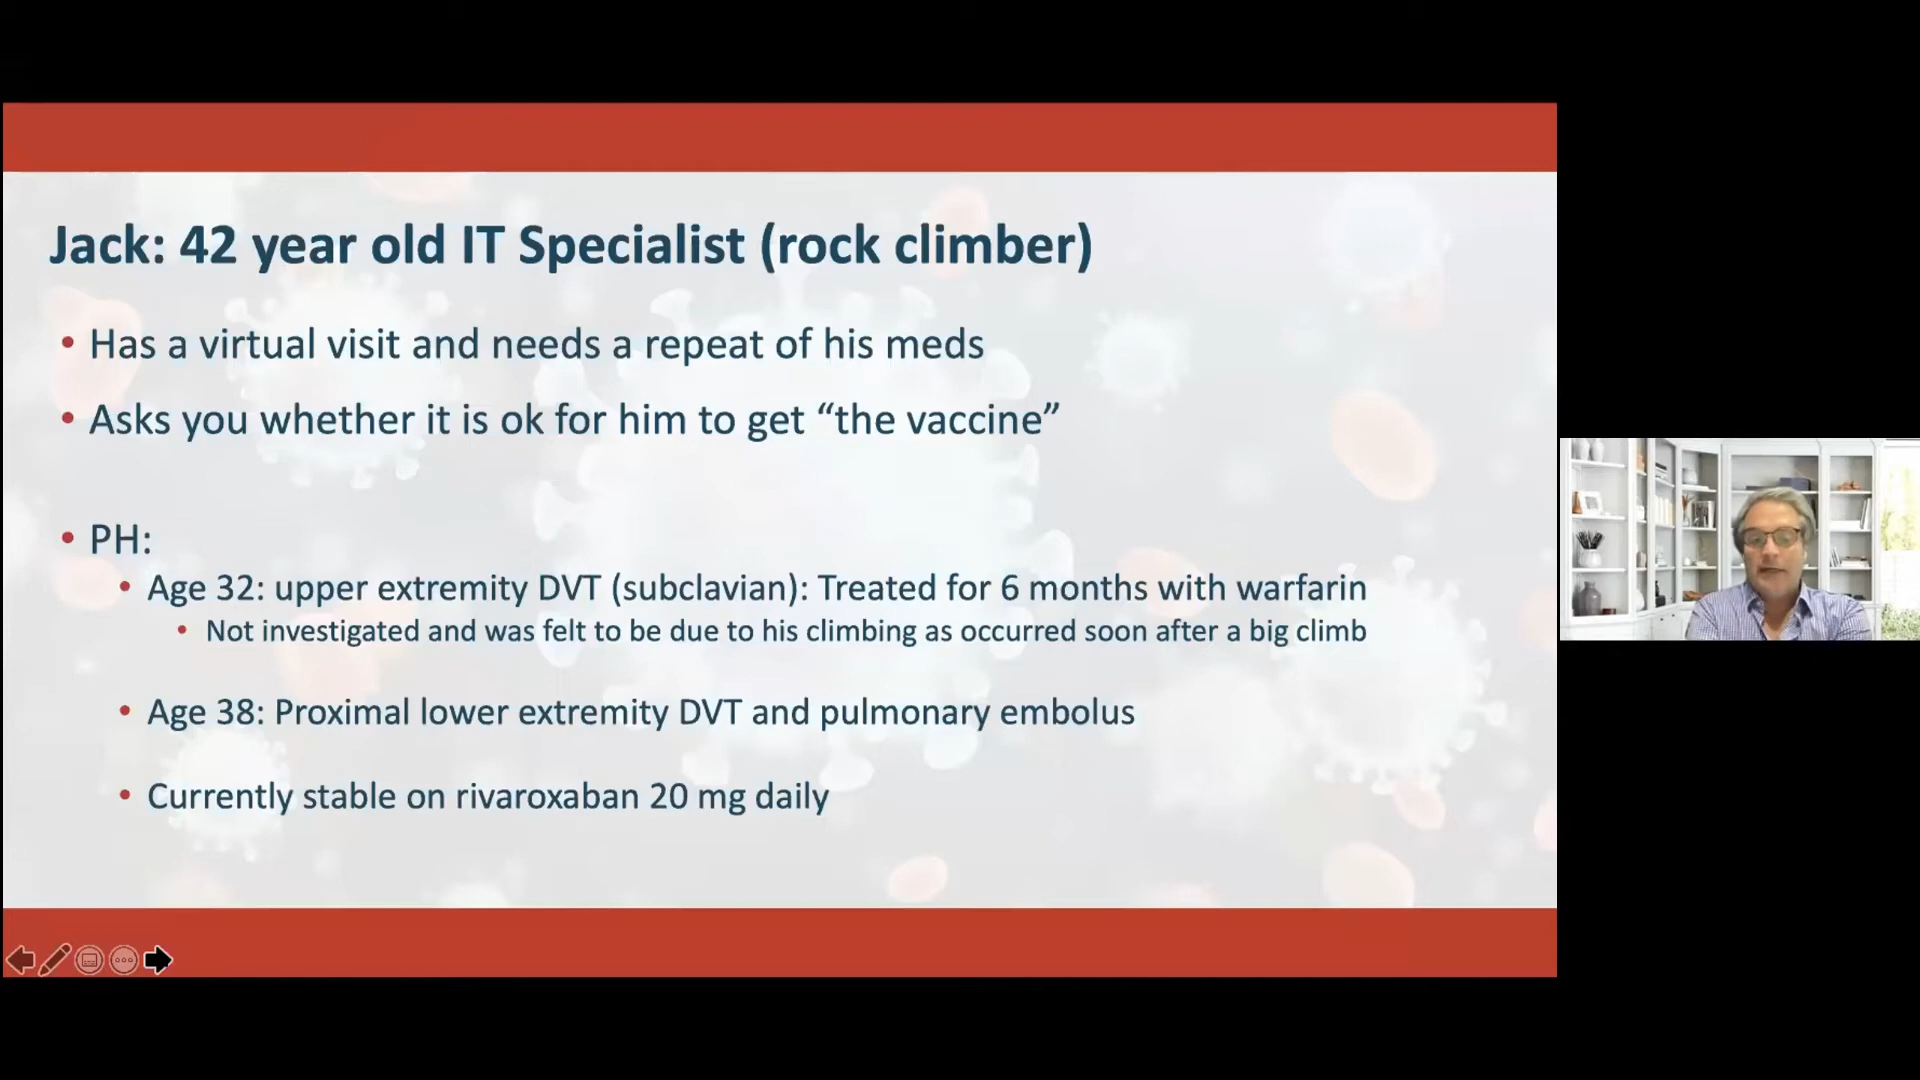 Jack: 42 year old IT Specialist (rock climber)
• Has a virtual visit and needs a repeat of his meds
• Asks you whether it is ok for him to get “the vaccine”
• PH:
• Age 32: upper extremity DVT (subclavian): Treated for 6 months with warfarin
• Not investigated and was felt to be due to his climbing as occurred soon after a big climb
• Age 38: Proximal lower extremity DVT and pulmonary embolus
• Currently stable on rivaroxaban 20 mg daily